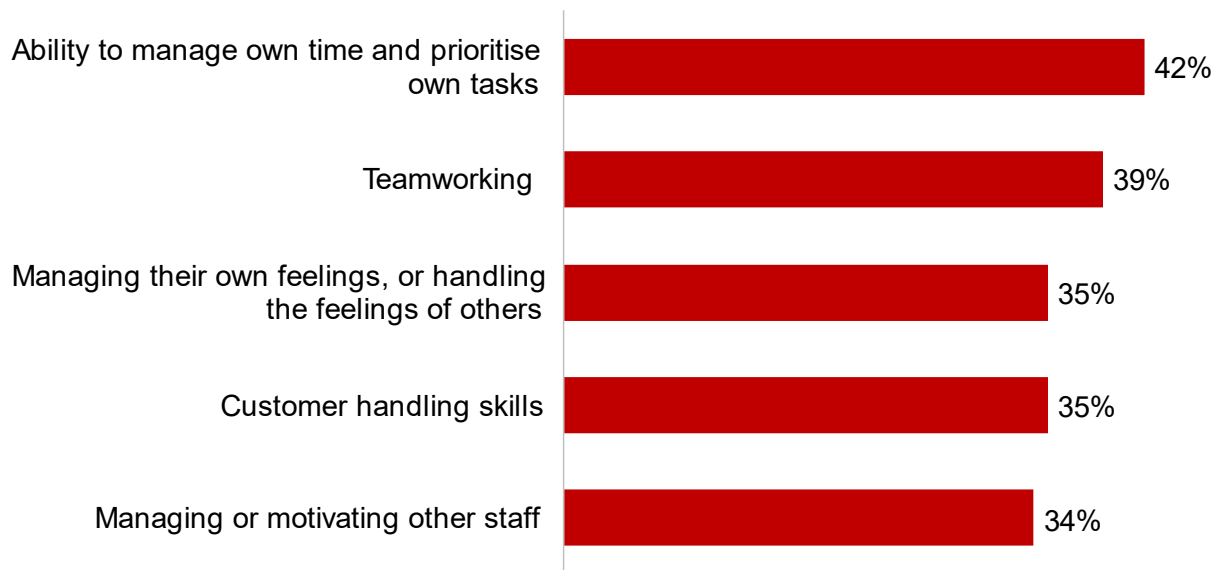 Ability to manage own time and prioritise
own tasks
42%
Teamworking
39%
Managing their own feelings, or handling
the feelings of others
35%
Customer handling skills
35%
Managing or motivating other staff
34%